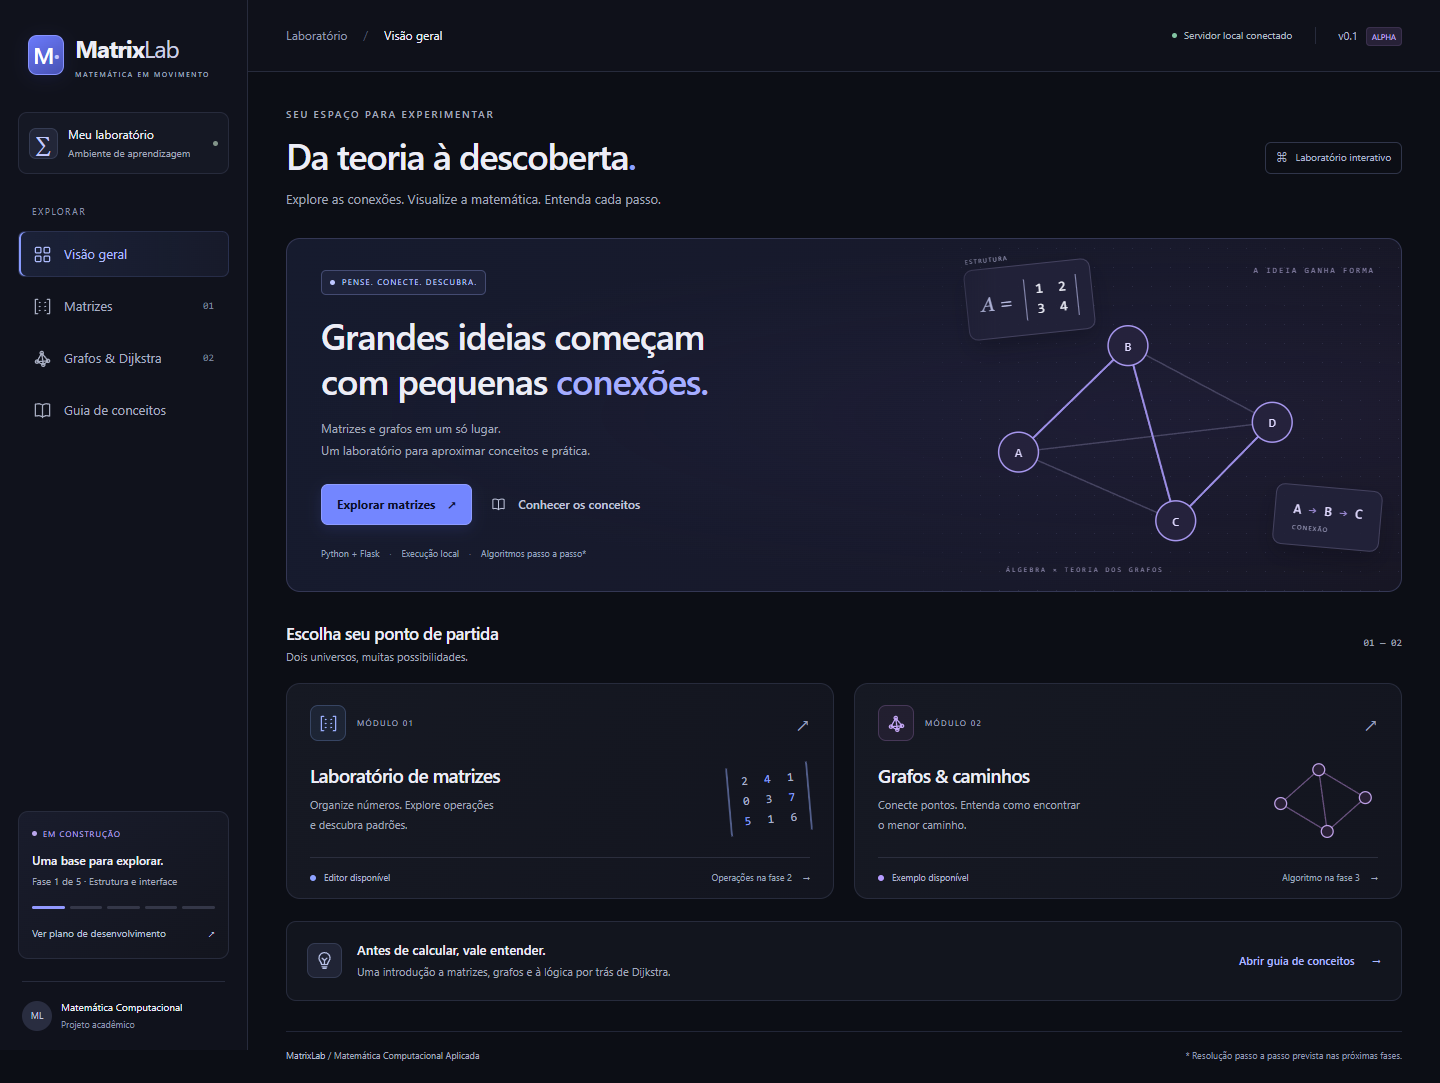 M
MatrixLab
MATEMÁTICA EM MOVIMENTO
∑
Meu laboratório
Ambiente de aprendizagem
EXPLORAR
Visão geral
Matrizes 01
Grafos & Dijkstra 02
Guia de conceitos
EM CONSTRUÇÃO
Uma base para explorar.
Fase 1 de 5 · Estrutura e interface
Ver plano de desenvolvimento ↗
ML
Matemática Computacional
Projeto acadêmico
Laboratório / Visão geral
Servidor local conectado
v0.1 ALPHA
SEU ESPAÇO PARA EXPERIMENTAR
Da teoria à descoberta.
Explore as conexões. Visualize a matemática. Entenda cada passo.
⌘ Laboratório interativo
PENSE. CONECTE. DESCUBRA.
Grandes ideias começam
com pequenas conexões.
Matrizes e grafos em um só lugar.
Um laboratório para aproximar conceitos e prática.
Explorar matrizes ↗
Conhecer os conceitos
Python + Flask · Execução local · Algoritmos passo a passo*
ESTRUTURA
A =
1 2
3 4
A IDEIA GANHA FORMA
B
D
A
C
A → B → C
CONEXÃO
ÁLGEBRA + TEORIA DOS GRAFOS
Escolha seu ponto de partida
Dois universos, muitas possibilidades.
01 — 02
MÓDULO 01 ↗
Laboratório de matrizes
Organize números. Explore operações
e descubra padrões.
2 4 1
0 3 7
5 1 6
Editor disponível
Operações na fase 2 →
MÓDULO 02 ↗
Grafos & caminhos
Conecte pontos. Entenda como encontrar
o menor caminho.
Exemplo disponível
Algoritmo na fase 3 →
Antes de calcular, vale entender.
Uma introdução a matrizes, grafos e à lógica por trás de Dijkstra.
Abrir guia de conceitos →
MatrixLab / Matemática Computacional Aplicada
* Resolução passo a passo prevista nas próximas fases.